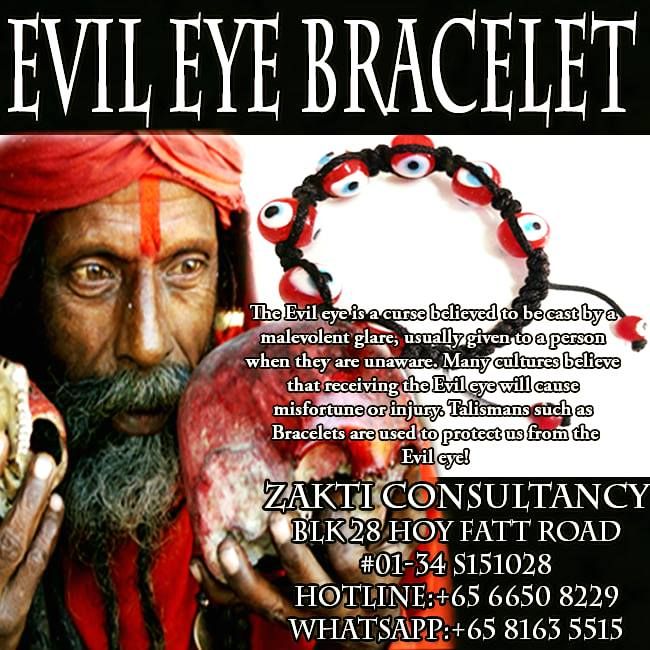 EVIL EYE BRACELET
The Evil eye is a curse believed to be cast by a
malevolent glare, usually given to a person
when they are unaware. Many cultures believe
that receiving the Evil eye will cause
misfortune or injury. Talismans such as
Bracelets are used to protect us from the
Evil eye!
ZAKTI CONSULTANCY
BLK 28 HOY FATT ROAD
#01-34 S151028
HOTLINE:+65 6650 8229
WHATSAPP:+65 8163 5515